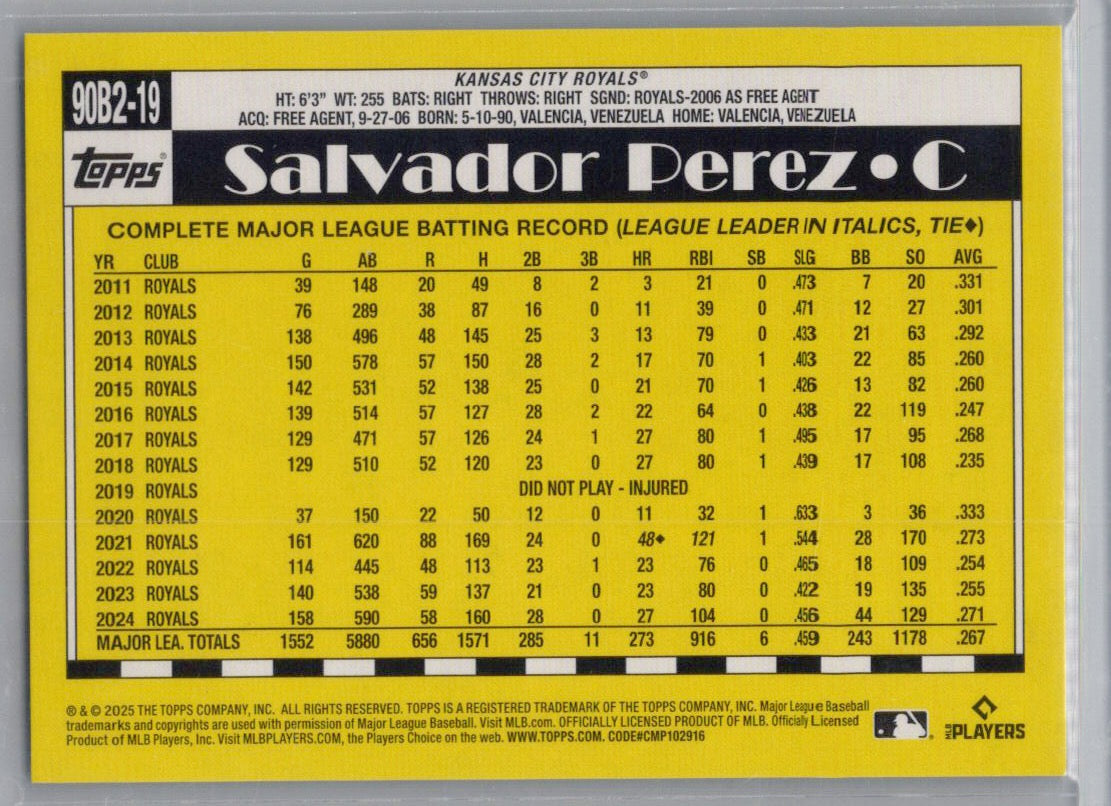 90B2-19
KANSAS CITY ROYALS®
HT: 6'3" WT: 255 BATS: RIGHT THROWS: RIGHT SGND: ROYALS-2006 AS FREE AGENT
ACQ: FREE AGENT, 9-27-06 BORN: 5-10-90, VALENCIA, VENEZUELA HOME: VALENCIA, VENEZUELA
Topps®
Salvador Perez • C
COMPLETE MAJOR LEAGUE BATTING RECORD (LEAGUE LEADER IN ITALICS, TIE◆)
YR CLUB G AB R H 2B 3B HR RBI SB SLG BB SO AVG
2011 ROYALS 39 148 20 49 8 2 3 21 0 .473 7 20 .331
2012 ROYALS 76 289 38 87 16 0 11 39 0 .471 12 27 .301
2013 ROYALS 138 496 48 145 25 3 13 79 0 .433 21 63 .292
2014 ROYALS 150 578 57 150 28 2 17 70 1 .403 22 85 .260
2015 ROYALS 142 531 52 138 25 0 21 70 1 .426 13 82 .260
2016 ROYALS 139 514 57 127 28 2 22 64 0 .438 22 119 .247
2017 ROYALS 129 471 57 126 24 1 27 80 1 .495 17 95 .268
2018 ROYALS 129 510 52 120 23 0 27 80 1 .439 17 108 .235
2019 ROYALS DID NOT PLAY - INJURED
2020 ROYALS 37 150 22 50 12 0 11 32 1 .633 3 36 .333
2021 ROYALS 161 620 88 169 24 0 48◆ 121 1 .544 28 170 .273
2022 ROYALS 114 445 48 113 23 1 23 76 0 .465 18 109 .254
2023 ROYALS 140 538 59 137 21 0 23 80 0 .422 19 135 .255
2024 ROYALS 158 590 58 160 28 0 27 104 0 .456 44 129 .271
MAJOR LEA. TOTALS 1552 5880 656 1571 285 11 273 916 6 .459 243 1178 .267
® & © 2025 THE TOPPS COMPANY, INC. ALL RIGHTS RESERVED. TOPPS IS A REGISTERED TRADEMARK OF THE TOPPS COMPANY, INC. Major League Baseball
trademarks and copyrights are used with permission of Major League Baseball. Visit MLB.com. OFFICIALLY LICENSED PRODUCT OF MLB. Officially Licensed
Product of MLB Players, Inc. Visit MLBPLAYERS.COM, the Players Choice on the web. WWW.TOPPS.COM. CODE#CMP102916
MLB PLAYERS